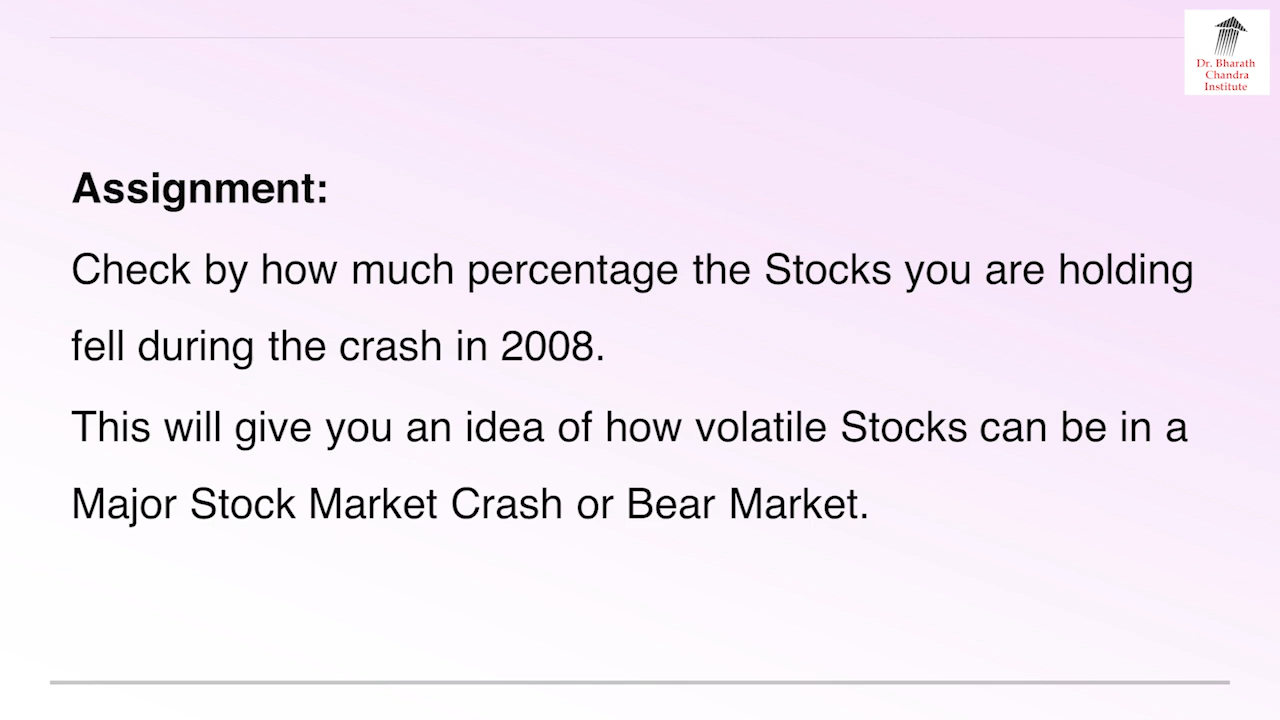 Dr. Bharath
Chandra
Institute
Assignment:
Check by how much percentage the Stocks you are holding
fell during the crash in 2008.
This will give you an idea of how volatile Stocks can be in a
Major Stock Market Crash or Bear Market.